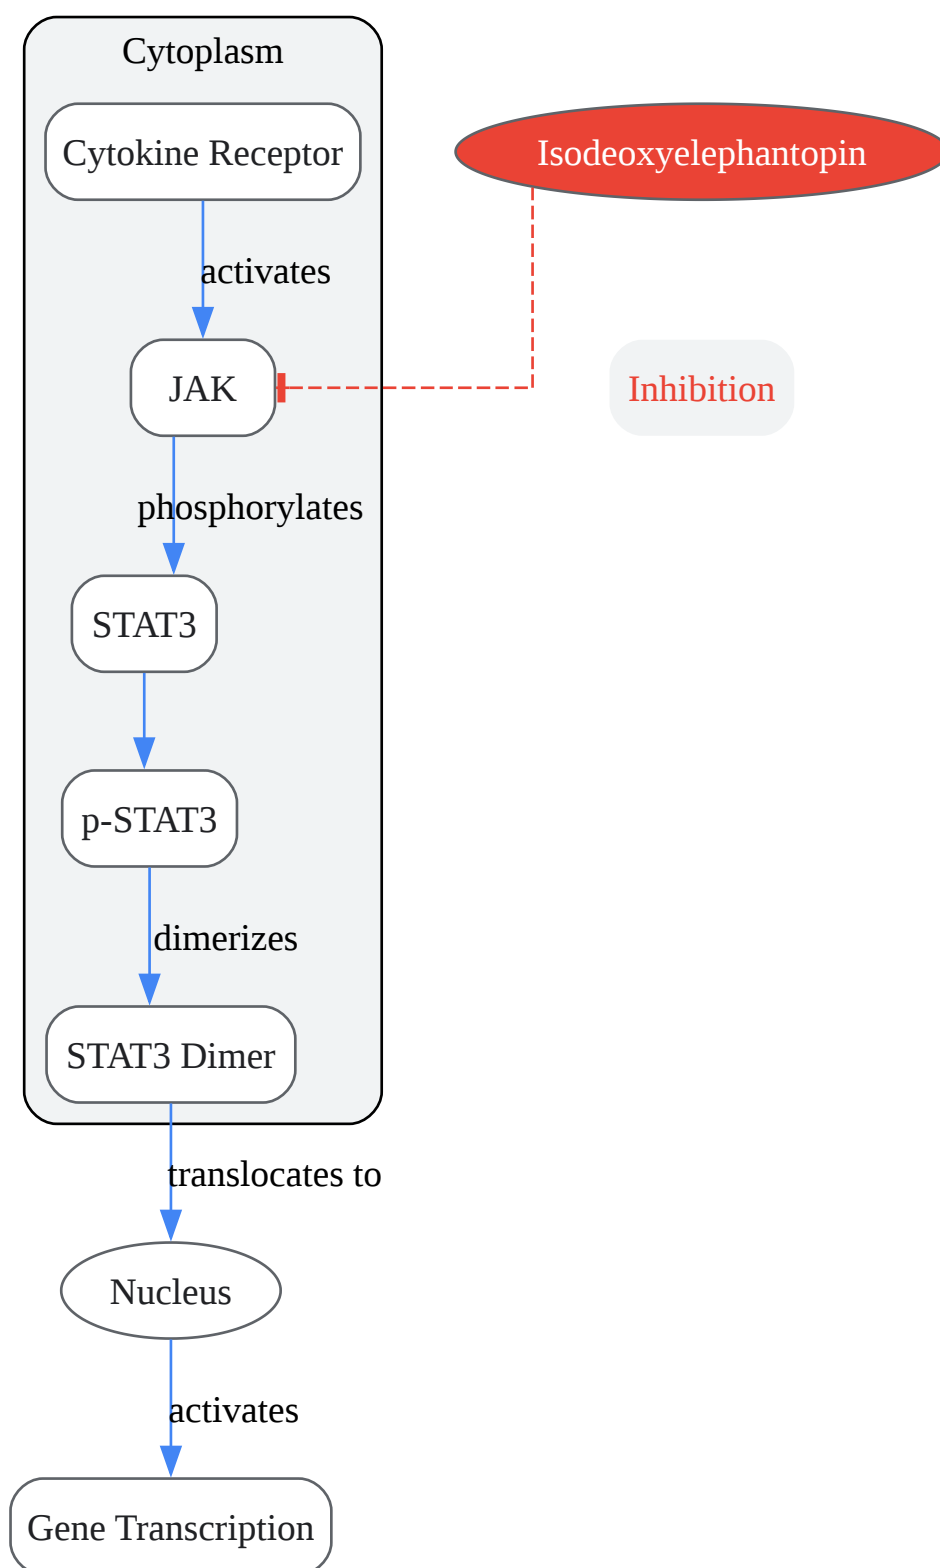 Cytoplasm
Cytokine Receptor
Isodeoxyelephantopin
activates
JAK
Inhibition
phosphorylates
STAT3
p-STAT3
dimerizes
STAT3 Dimer
translocates to
Nucleus
activates
Gene Transcription